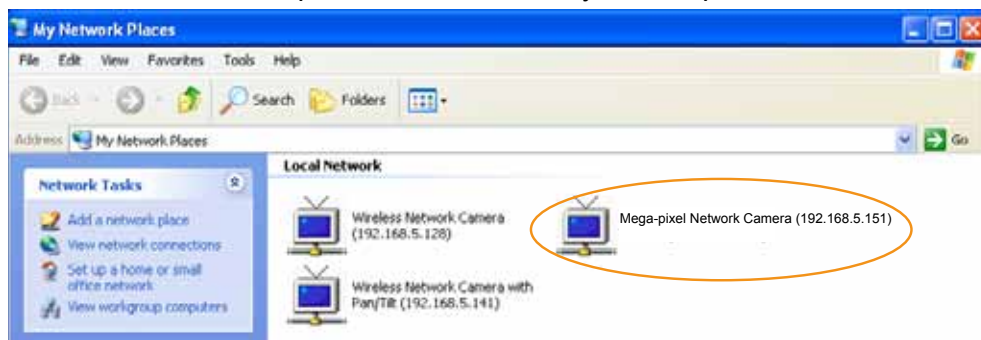 My Network Places
File Edit View Favorites Tools Help
Back Search Folders
Address My Network Places Go
Local Network
Network Tasks
Add a network place
View network connections
Set up a home or small
office network
View workgroup computers
Wireless Network Camera
(192.168.5.128)
Mega-pixel Network Camera (192.168.5.151)
Wireless Network Camera with
Pan/Tilt (192.168.5.141)